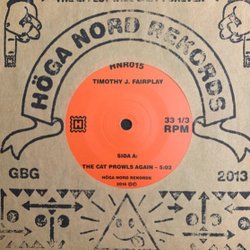 HÖGA NORD REKORDS
HNR015
TIMOTHY J. FAIRPLAY
33 1/3
RPM
SIDA A:
THE CAT PROWLS AGAIN – 5:02
HÖGA NORD REKORDS
GBG
2013